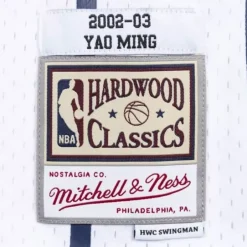 2002-03
YAO MING
HARDWOOD
NBA
CLASSICS
NOSTALGIA CO.
Mitchell & Ness
PHILADELPHIA, PA.
HWC SWINGMAN